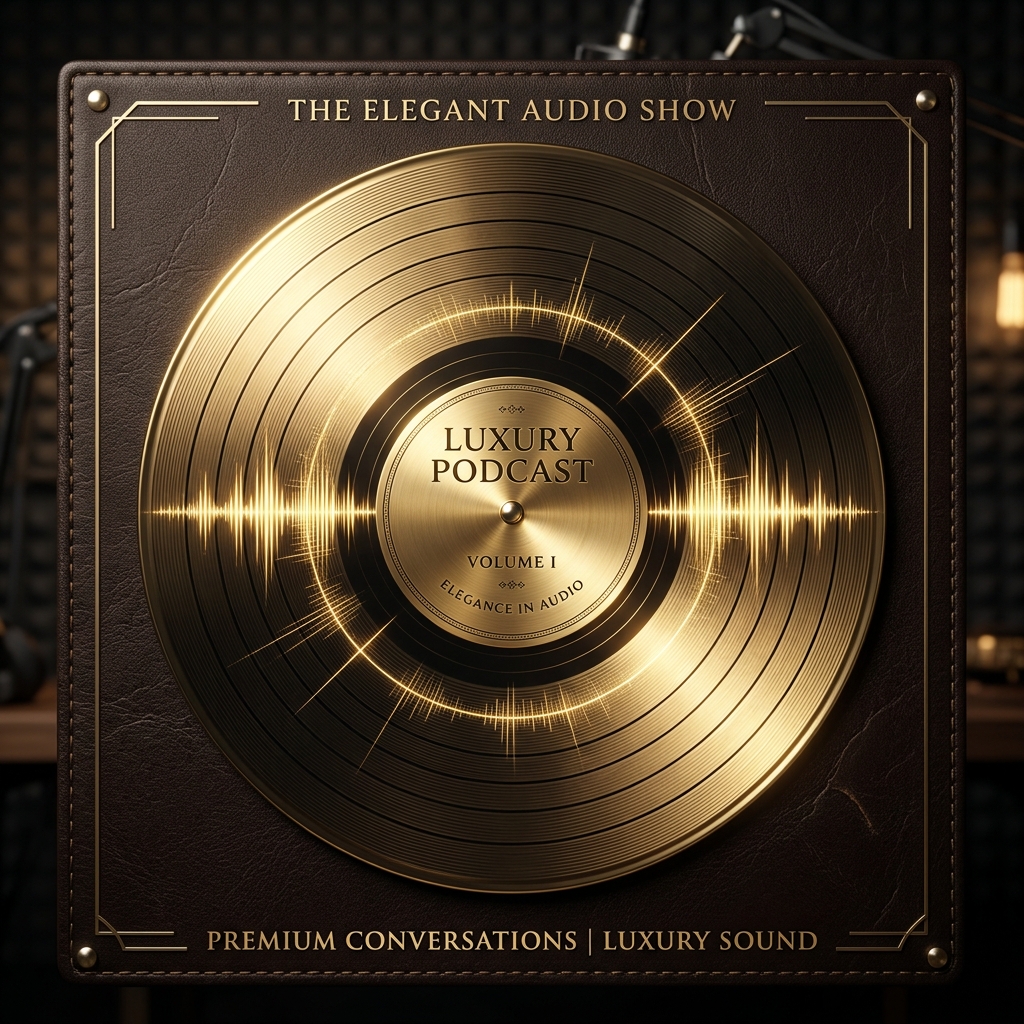 THE ELEGANT AUDIO SHOW
LUXURY
PODCAST
VOLUME I
ELEGANCE IN AUDIO
PREMIUM CONVERSATIONS | LUXURY SOUND